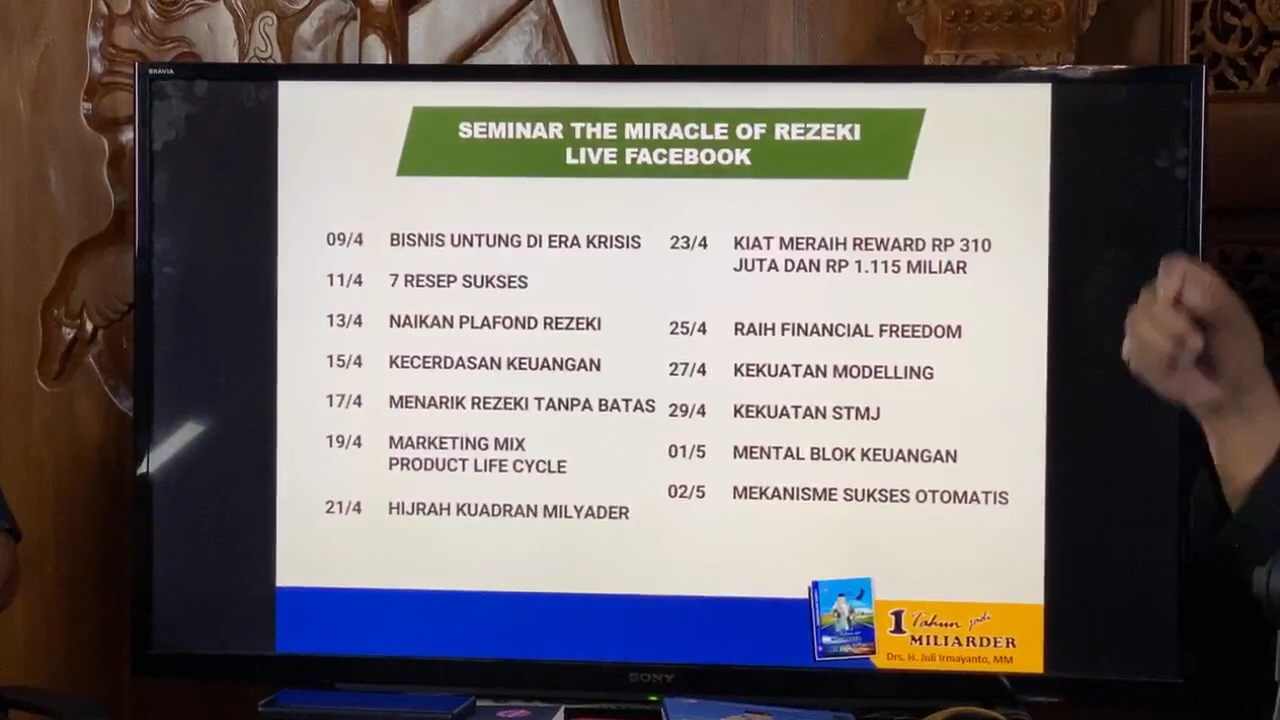 BRAVIA
SEMINAR THE MIRACLE OF REZEKI
LIVE FACEBOOK
09/4 BISNIS UNTUNG DI ERA KRISIS
11/4 7 RESEP SUKSES
13/4 NAIKAN PLAFOND REZEKI
15/4 KECERDASAN KEUANGAN
17/4 MENARIK REZEKI TANPA BATAS
19/4 MARKETING MIX
PRODUCT LIFE CYCLE
21/4 HIJRAH KUADRAN MILYADER
23/4 KIAT MERAIH REWARD RP 310
JUTA DAN RP 1.115 MILIAR
25/4 RAIH FINANCIAL FREEDOM
27/4 KEKUATAN MODELLING
29/4 KEKUATAN STMJ
01/5 MENTAL BLOK KEUANGAN
02/5 MEKANISME SUKSES OTOMATIS
1 Tahun jadi
MILIARDER
Drs. H. Juli Irmayanto, MM
SONY